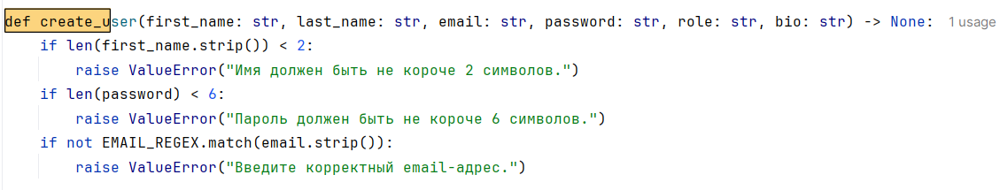 def create_user(first_name: str, last_name: str, email: str, password: str, role: str, bio: str) -> None: 1 usage
    if len(first_name.strip()) < 2:
        raise ValueError("Имя должен быть не короче 2 символов.")
    if len(password) < 6:
        raise ValueError("Пароль должен быть не короче 6 символов.")
    if not EMAIL_REGEX.match(email.strip()):
        raise ValueError("Введите корректный email-адрес.")